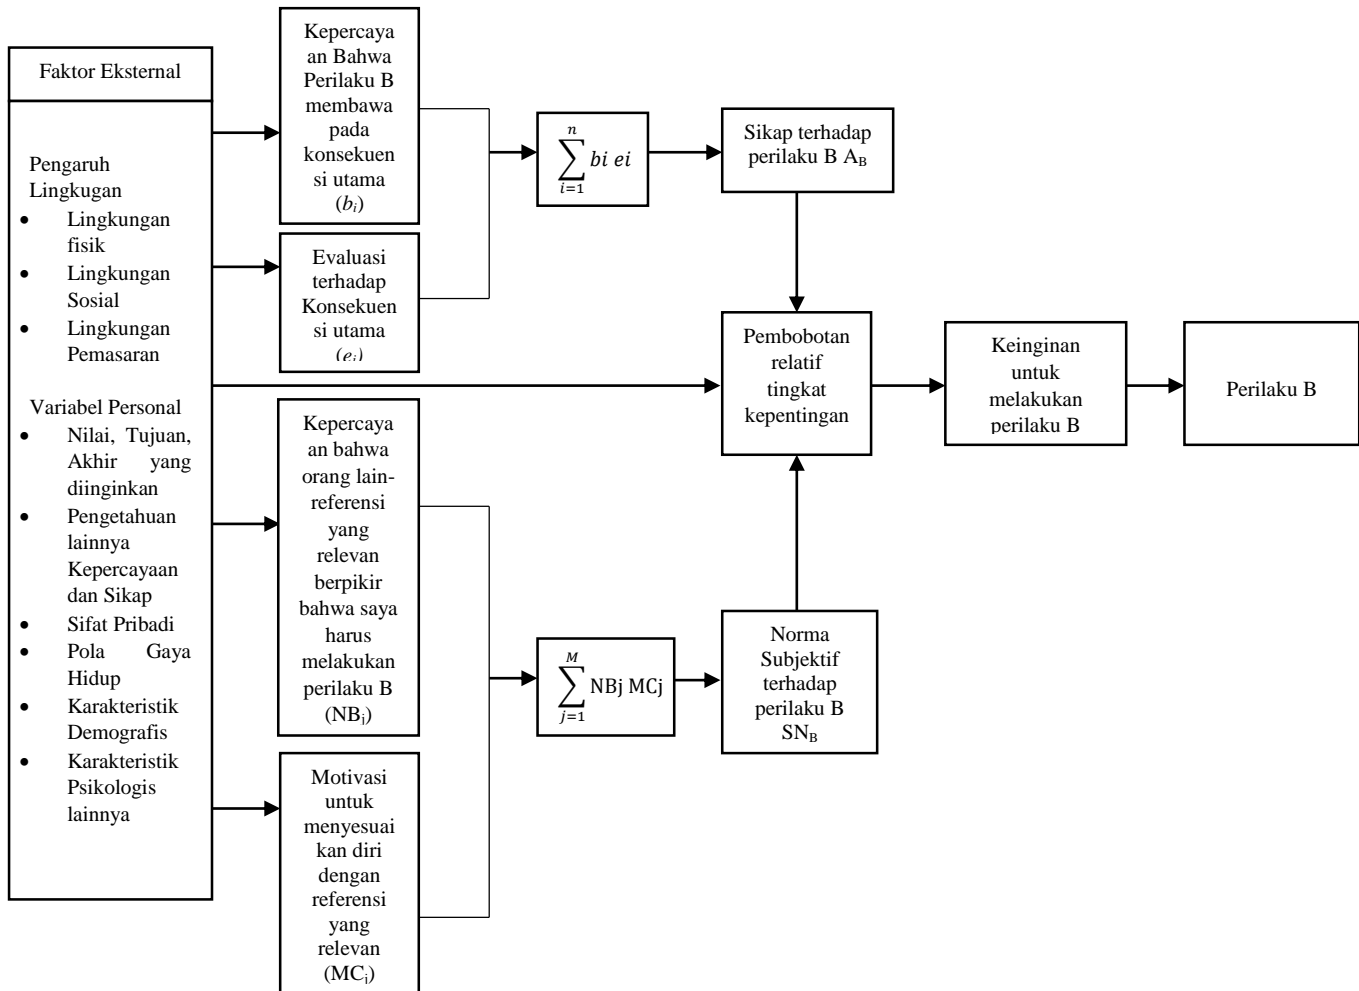 Faktor Eksternal
Pengaruh
Lingkugan
• Lingkungan
fisik
• Lingkungan
Sosial
• Lingkungan
Pemasaran
Variabel Personal
• Nilai, Tujuan,
Akhir yang
diinginkan
• Pengetahuan
lainnya
Kepercayaan
dan Sikap
• Sifat Pribadi
• Pola Gaya
Hidup
• Karakteristik
Demografis
• Karakteristik
Psikologis
lainnya
Kepercaya
an Bahwa
Perilaku B
membawa
pada
konsekuen
si utama
(bᵢ)
Evaluasi
terhadap
Konsekuen
si utama
(eᵢ)
Kepercaya
an bahwa
orang lain-
referensi
yang
relevan
berpikir
bahwa saya
harus
melakukan
perilaku B
(NBⱼ)
Motivasi
untuk
menyesuai
kan diri
dengan
referensi
yang
relevan
(MCⱼ)
n
∑ bi ei
i=1
M
∑ NBj MCj
j=1
Sikap terhadap
perilaku B A_B
Pembobotan
relatif
tingkat
kepentingan
Norma
Subjektif
terhadap
perilaku B
SN_B
Keinginan
untuk
melakukan
perilaku B
Perilaku B